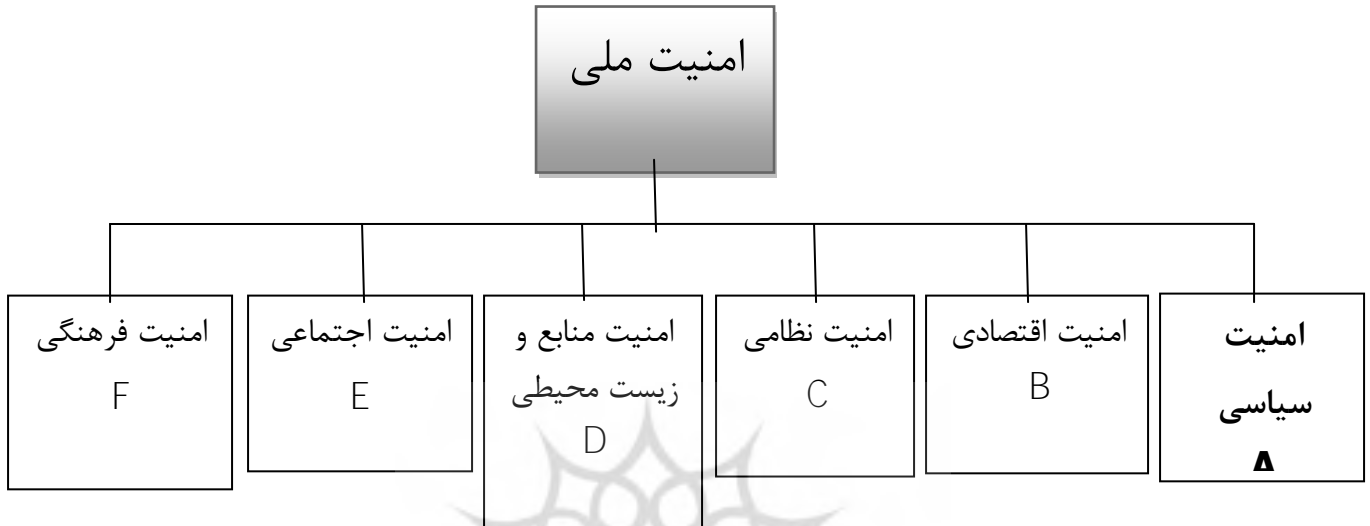 امنیت ملی
امنیت
سیاسی
A
امنیت اقتصادی
B
امنیت نظامی
C
امنیت منابع و
زیست محیطی
D
امنیت اجتماعی
E
امنیت فرهنگی
F